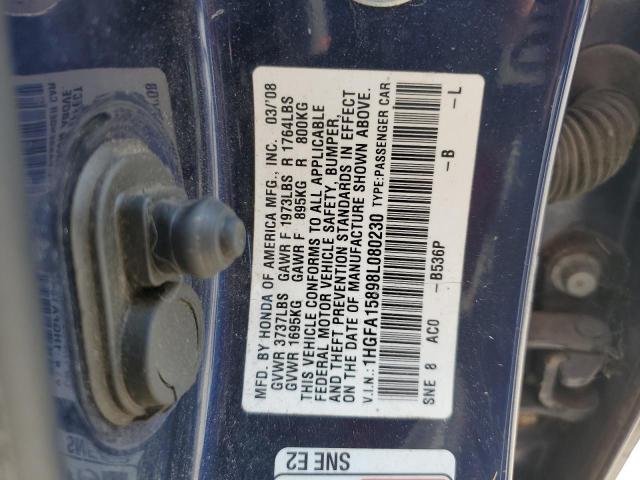 MFD. BY HONDA OF AMERICA MFG., INC. 03/'08
GVWR 3737LBS GAWR F 1973LBS R 1764LBS
GVWR 1695KG GAWR F 895KG R 800KG
THIS VEHICLE CONFORMS TO ALL APPLICABLE
FEDERAL MOTOR VEHICLE SAFETY, BUMPER,
AND THEFT PREVENTION STANDARDS IN EFFECT
ON THE DATE OF MANUFACTURE SHOWN ABOVE.
V.I.N.: 1HGFA15898L080230 TYPE:PASSENGER CAR
SNE 8 ACO -B536P -B -L
SNE E2